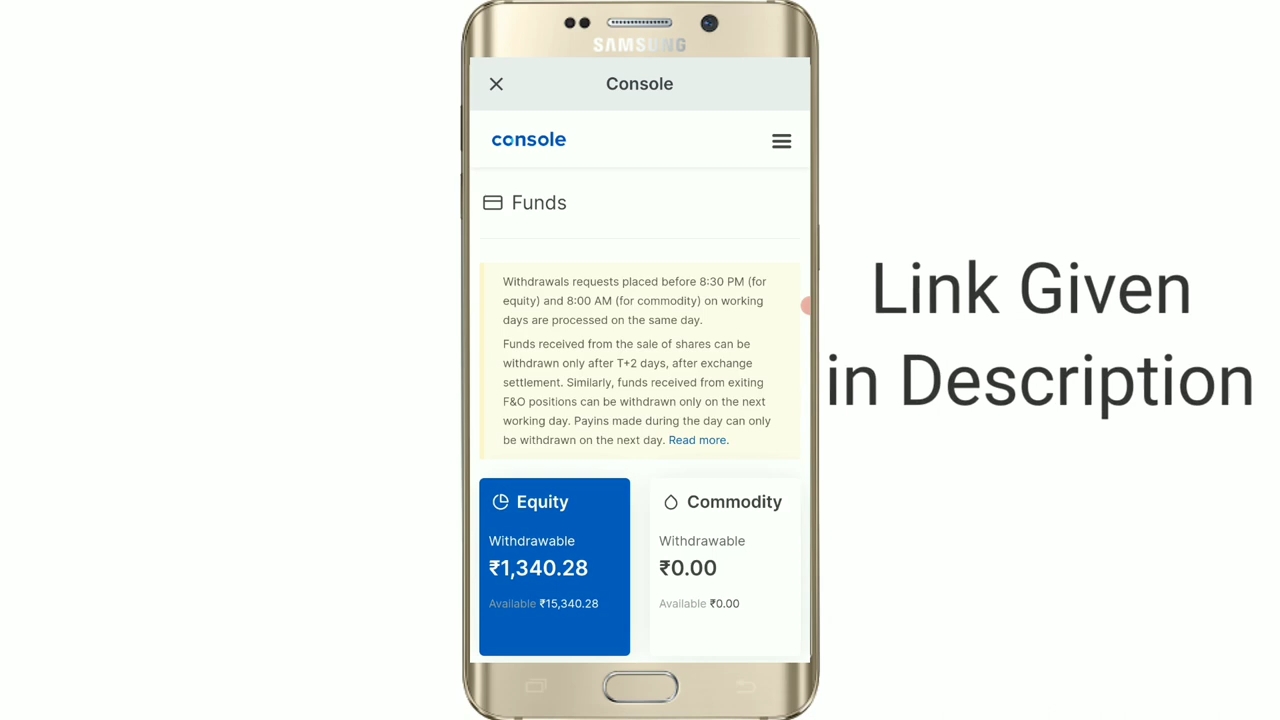 SAMSUNG
Console
console
Funds
Withdrawals requests placed before 8:30 PM (for
equity) and 8:00 AM (for commodity) on working
days are processed on the same day.
Funds received from the sale of shares can be
withdrawn only after T+2 days, after exchange
settlement. Similarly, funds received from exiting
F&O positions can be withdrawn only on the next
working day. Payins made during the day can only
be withdrawn on the next day. Read more.
Equity
Withdrawable
₹1,340.28
Available ₹15,340.28
Commodity
Withdrawable
₹0.00
Available ₹0.00
Link Given
in Description